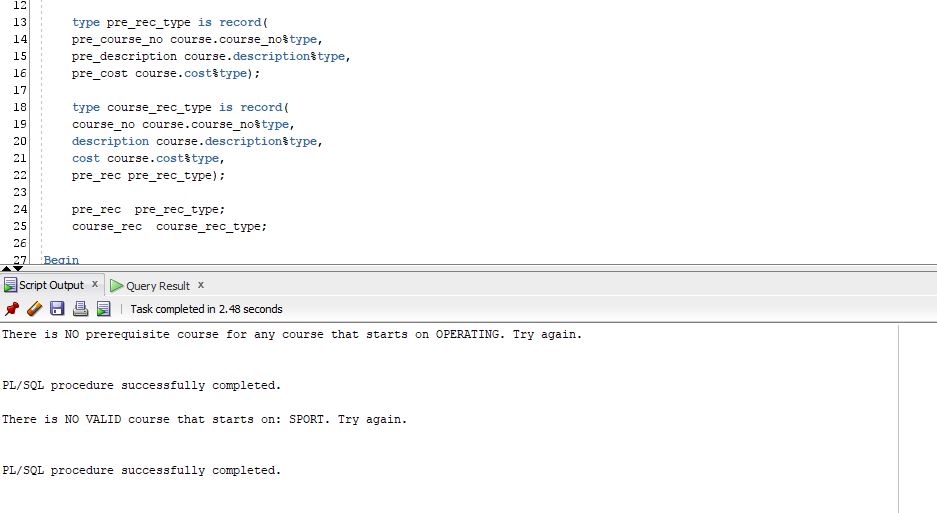 12
13 type pre_rec_type is record(
14 pre_course_no course.course_no%type,
15 pre_description course.description%type,
16 pre_cost course.cost%type);
17
18 type course_rec_type is record(
19 course_no course.course_no%type,
20 description course.description%type,
21 cost course.cost%type,
22 pre_rec pre_rec_type);
23
24 pre_rec  pre_rec_type;
25 course_rec  course_rec_type;
26
27 Begin
Script Output x Query Result x
Task completed in 2.48 seconds
There is NO prerequisite course for any course that starts on OPERATING. Try again.
PL/SQL procedure successfully completed.
There is NO VALID course that starts on: SPORT. Try again.
PL/SQL procedure successfully completed.